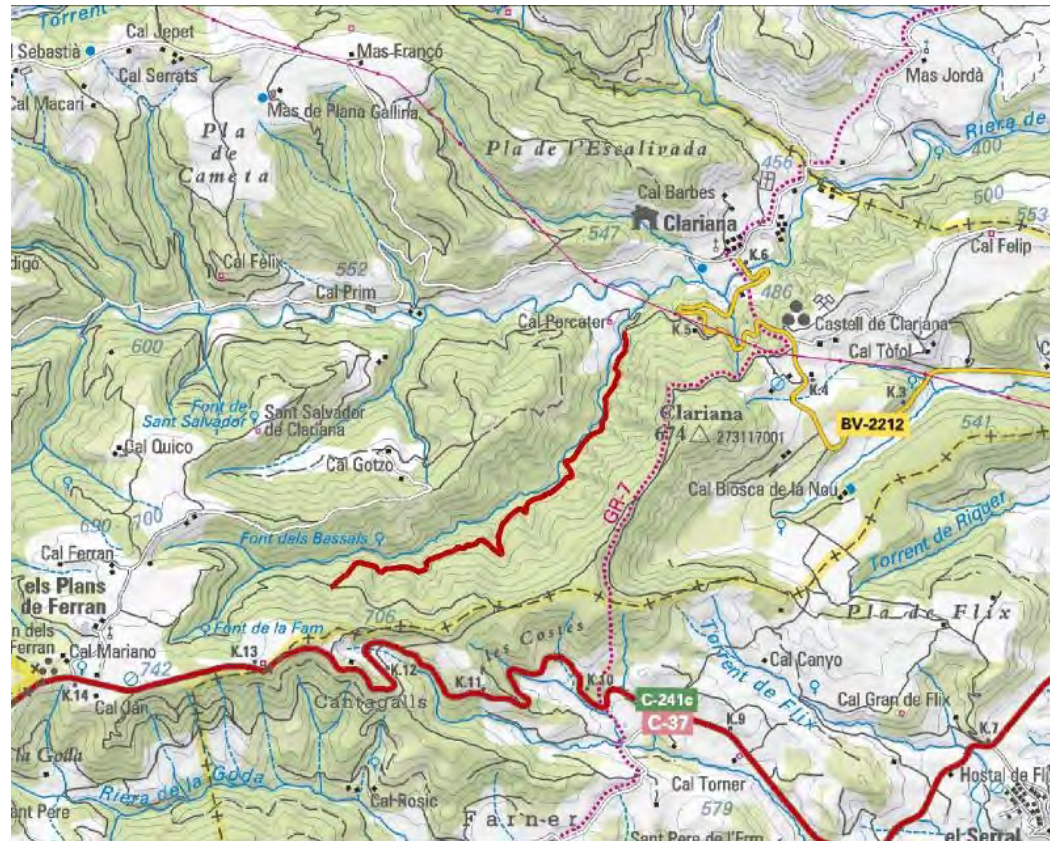 Torrent
Sebastià
Cal Jepet
Cal Serrats
Cal Macari
Mas Françó
Mas de Plana Gallina
Mas Jordà
Pla
de
Cameta
Pla de l'Escalivada
456
Riera de
400
Cal Barbes
Clariana
500
553
547
K.6
Cal Felip
Cal Fèlix
552
Cal Prim
486
Cal Porcater
K.5
Castell de Clariana
Cal Tòfol
600
K.4
K.3
Font de
Sant Salvador
Sant Salvador
de Clariana
Clariana
674
273117001
BV-2212
541
Cal Quico
Cal Gotzo
GR-7
Cal Biosca de la Nou
690
700
Font dels Bassals
Torrent de Riquer
Cal Ferran
els Plans
de Ferran
706
Pla de Flix
Font de la Fam
les Costes
Torrent de Flix
Cal Mariano
742
K.13
K.12
Cal Canyo
K.14
Cal Jan
Cantagalls
K.11
K.10
C-241c
C-37
Cal Gran de Flix
K.9
K.7
la Goda
Riera de la Goda
Cal Torner
Hostal de Fl
Cal Rosic
579
ant Pere
Farner
Sant Pere de l'Erm
el Serral